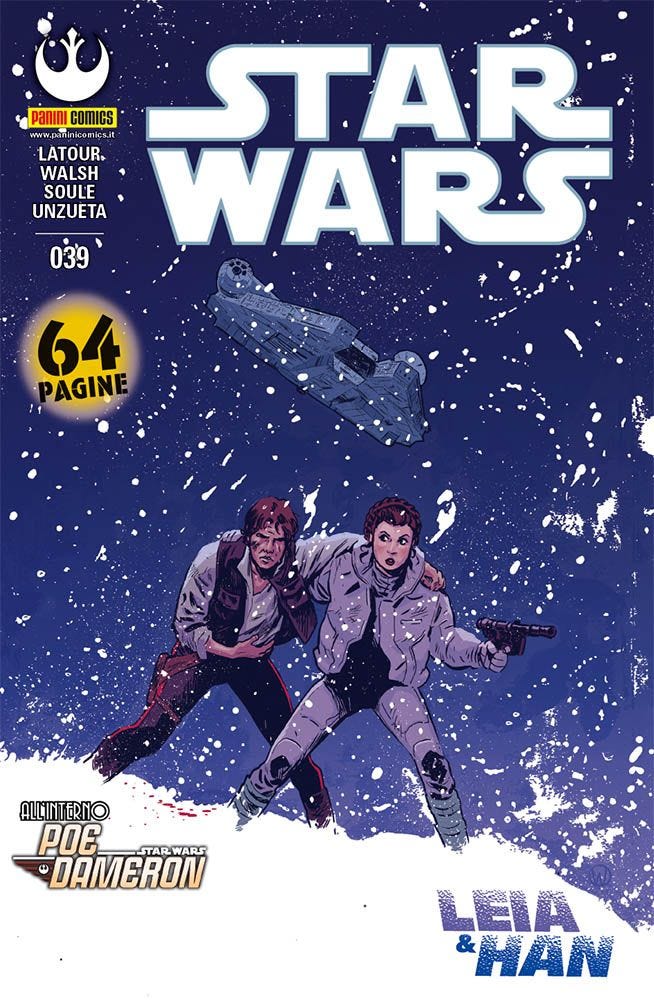 STAR
WARS
PANINI COMICS
www.paninicomics.it
LATOUR
WALSH
SOULE
UNZUETA
039
64
PAGINE
ALL'INTERNO
POE
STAR WARS
DAMERON
W
LEIA
& HAN